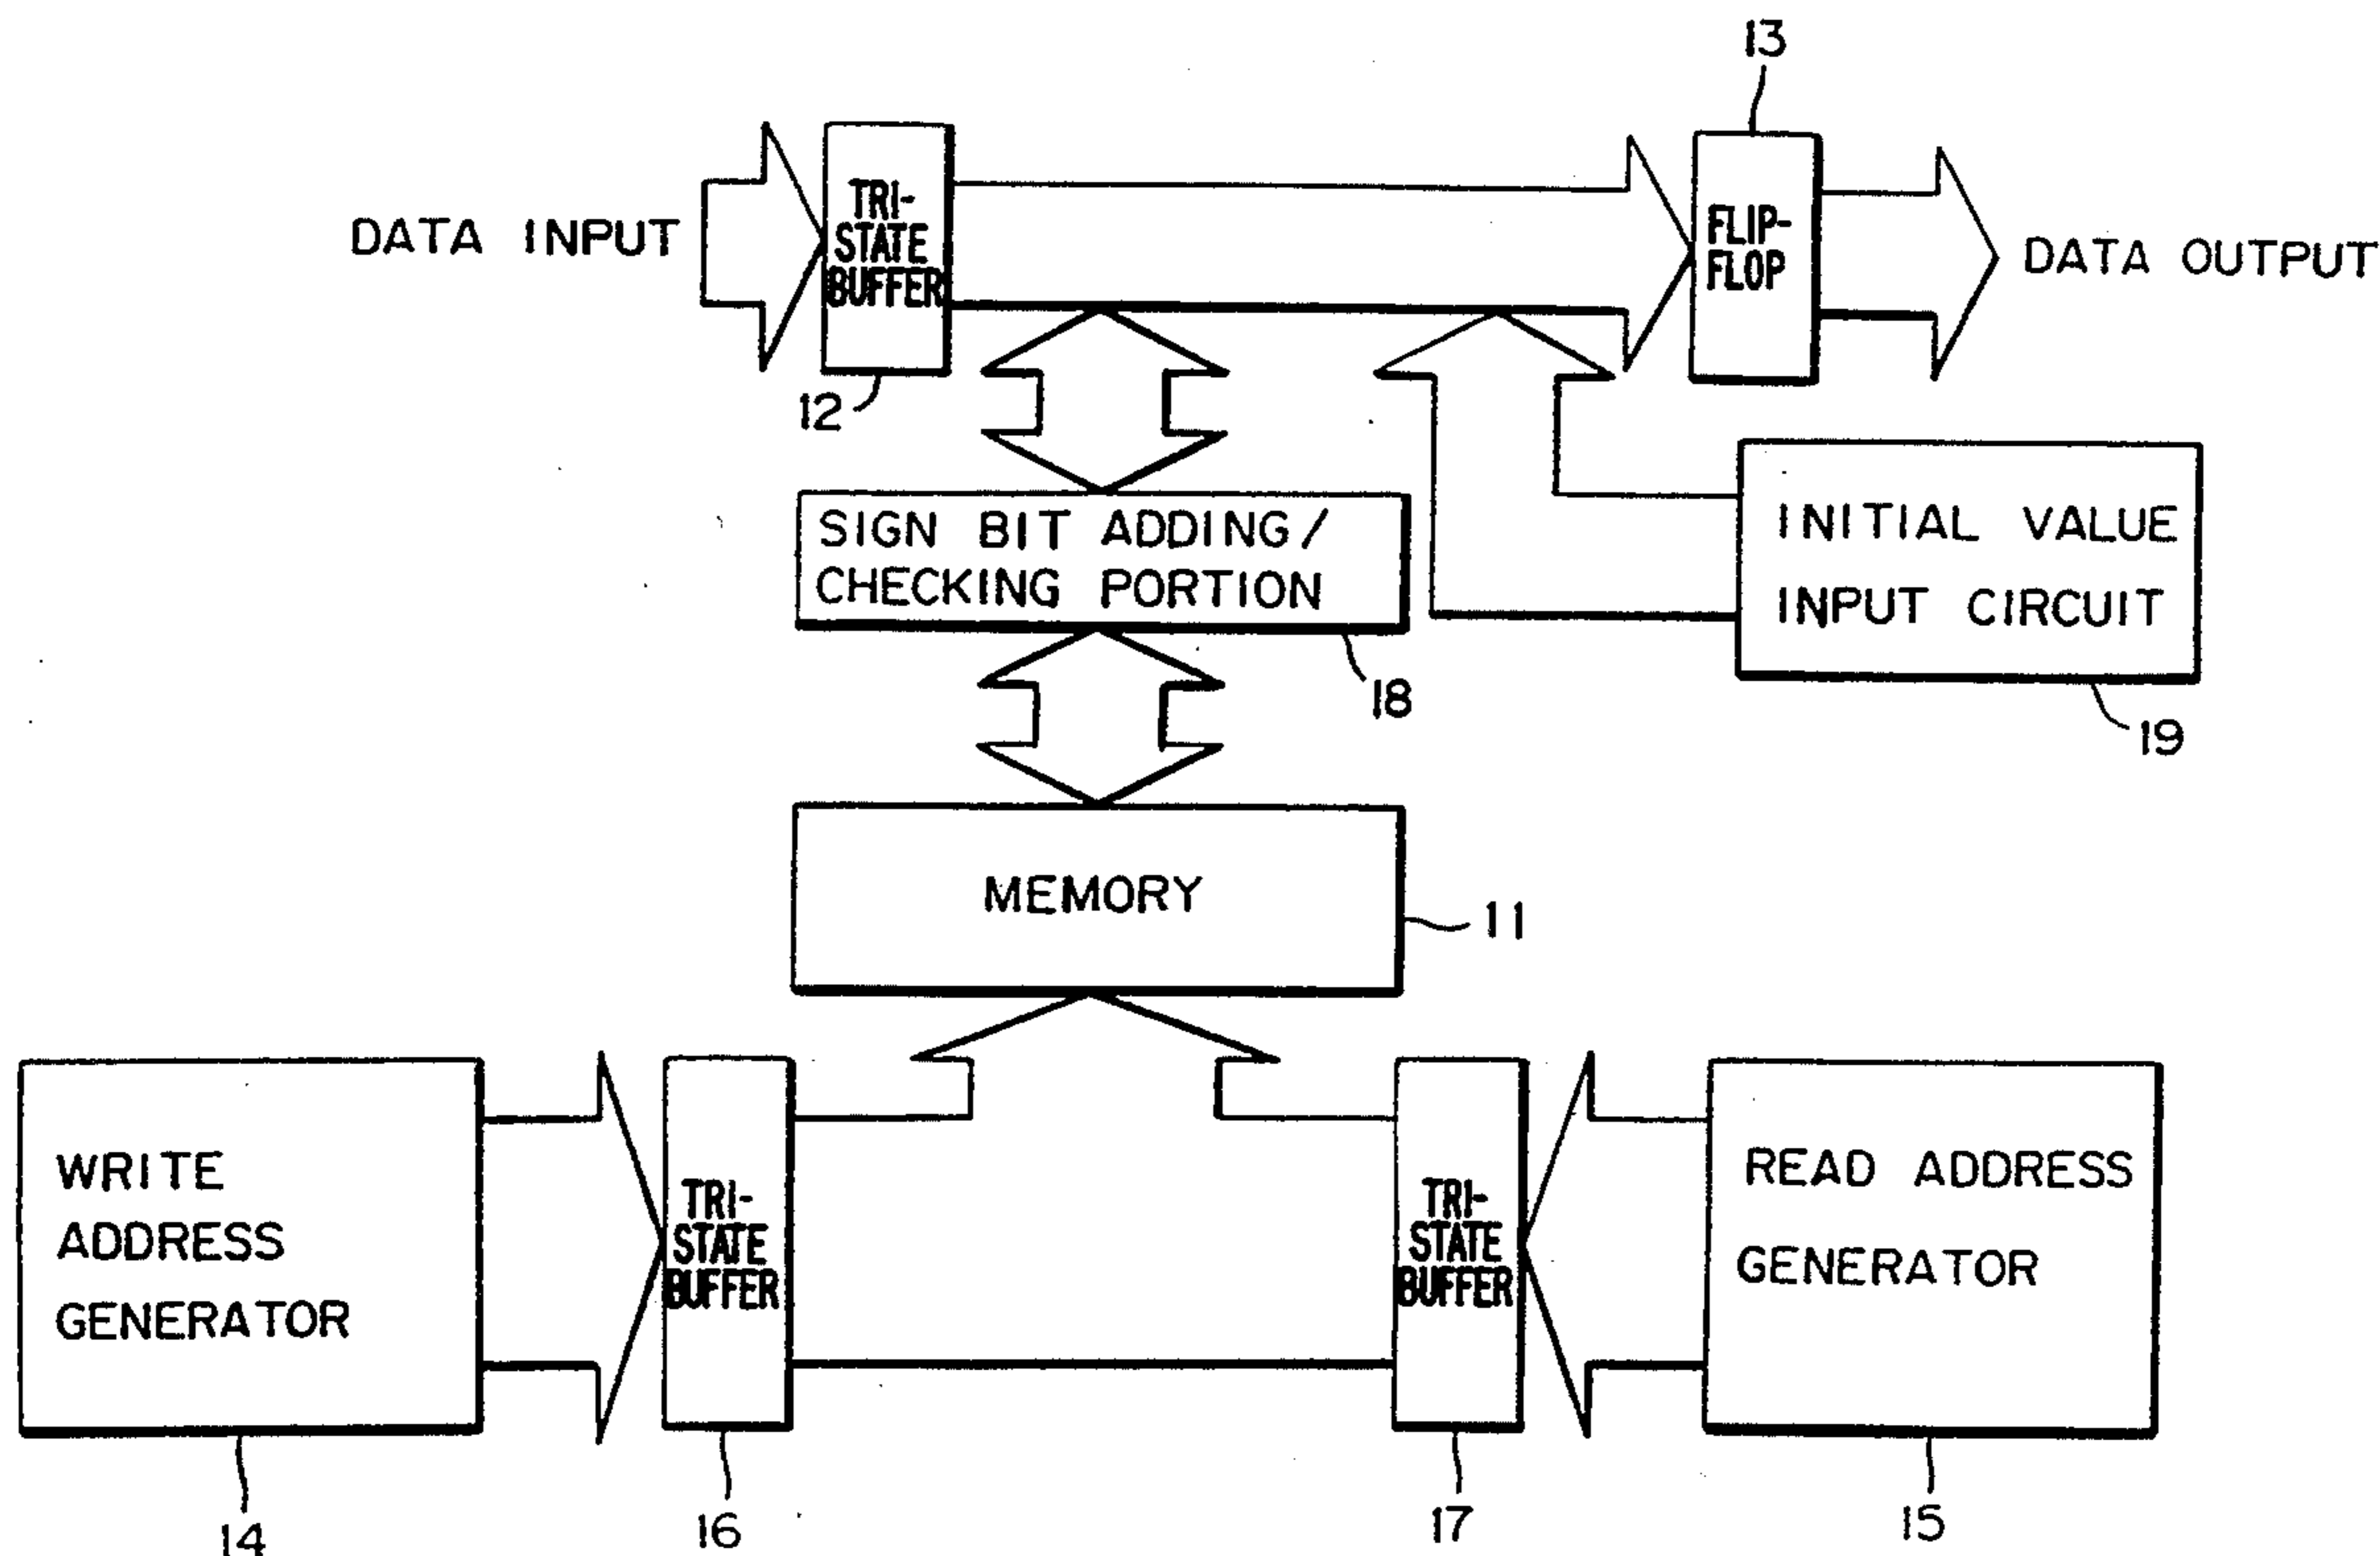 13
DATA INPUT
TRI-
STATE
BUFFER
FLIP-
FLOP
DATA OUTPUT
12
SIGN BIT ADDING/
CHECKING PORTION
18
INITIAL VALUE
INPUT CIRCUIT
19
MEMORY
11
WRITE
ADDRESS
GENERATOR
TRI-
STATE
BUFFER
TRI-
STATE
BUFFER
READ ADDRESS
GENERATOR
14
16
17
15